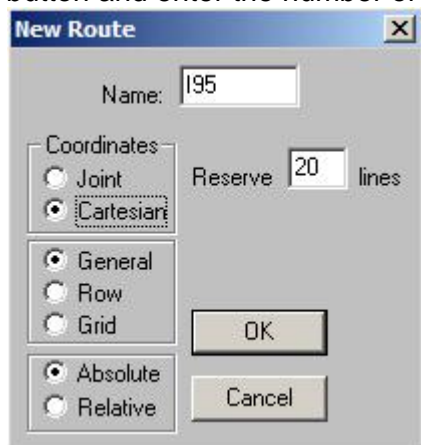 button and enter the number of
New Route
Name: I95
Coordinates
Joint
Reserve 20 lines
Cartesian
General
Row
Grid
OK
Absolute
Relative
Cancel